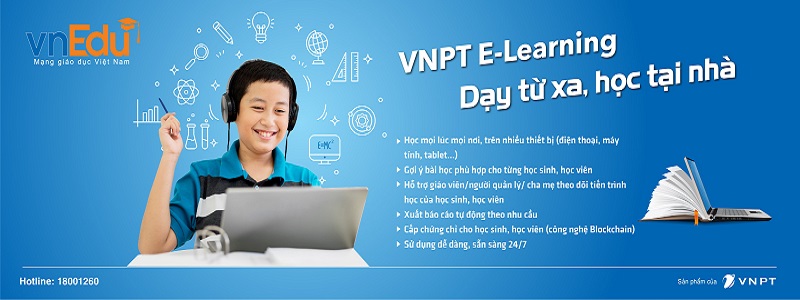 vnEdu
Mạng giáo dục Việt Nam
VNPT E-Learning
Dạy từ xa, học tại nhà
Học mọi lúc mọi nơi, trên nhiều thiết bị (điện thoại, máy
tính, tablet...)
Gợi ý bài học phù hợp cho từng học sinh, học viên
Hỗ trợ giáo viên/người quản lý/ cha mẹ theo dõi tiến trình
học của học sinh, học viên
Xuất báo cáo tự động theo nhu cầu
Cấp chứng chỉ cho học sinh, học viên (công nghệ Blockchain)
Sử dụng dễ dàng, sẵn sàng 24/7
E=MC²
Hotline: 18001260
Sản phẩm của VNPT